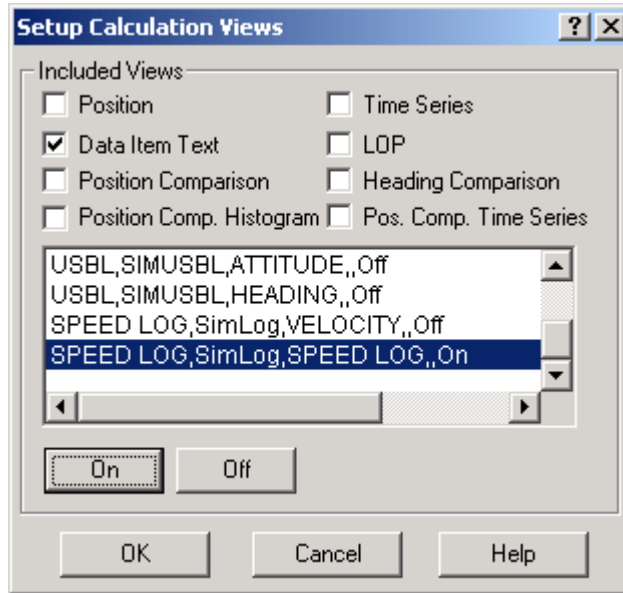 Setup Calculation Views
Included Views
Position
Time Series
Data Item Text
LOP
Position Comparison
Heading Comparison
Position Comp. Histogram
Pos. Comp. Time Series
USBL,SIMUSBL,ATTITUDE,,Off
USBL,SIMUSBL,HEADING,,Off
SPEED LOG,SimLog,VELOCITY,,Off
SPEED LOG,SimLog,SPEED LOG,,On
On
Off
OK
Cancel
Help